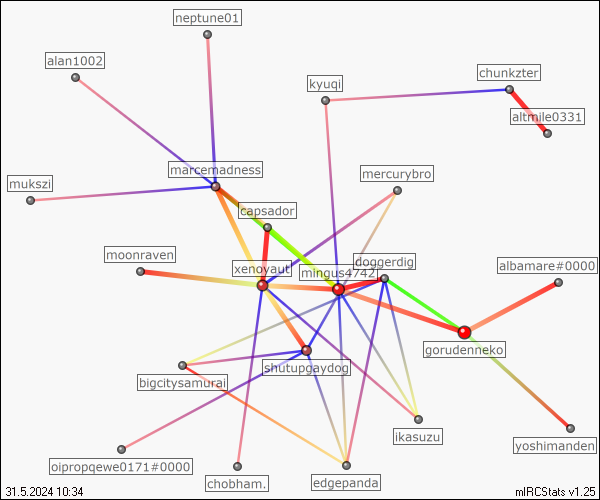 neptune01
alan1002
chunkzter
kyuqi
altmile0331
marcemadness
mercurybro
mukszi
capsador
moonraven
doggerdig
albamare#0000
xenoyaut
mingus4742
gorudenneko
shutupgaydog
bigcitysamurai
ikasuzu
yoshimanden
oipropqewe0171#0000
chobham.
edgepanda
31.5.2024 10:34
mIRCStats v1.25